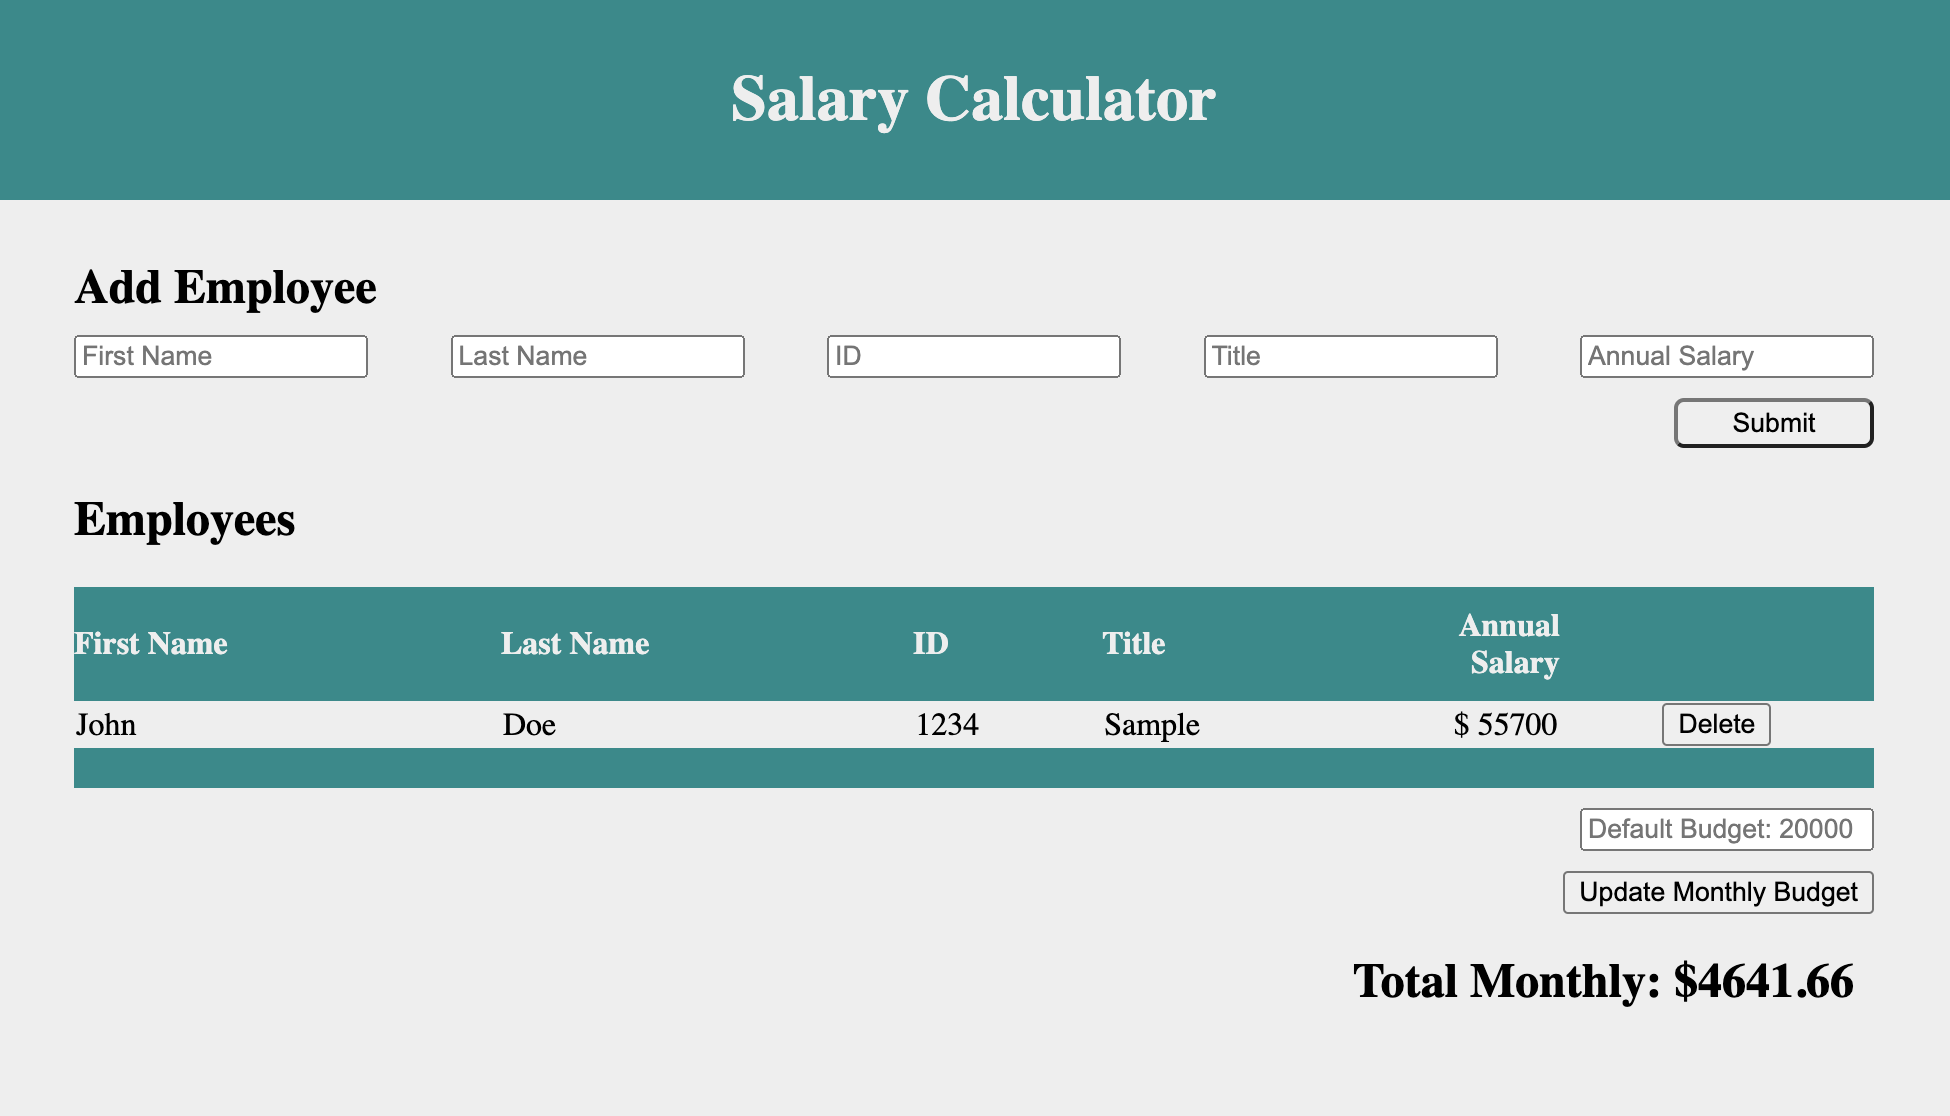 Salary Calculator
Add Employee
First Name Last Name ID Title Annual Salary
Submit
Employees
First Name Last Name ID Title Annual Salary
John Doe 1234 Sample $ 55700 Delete
Default Budget: 20000
Update Monthly Budget
Total Monthly: $4641.66